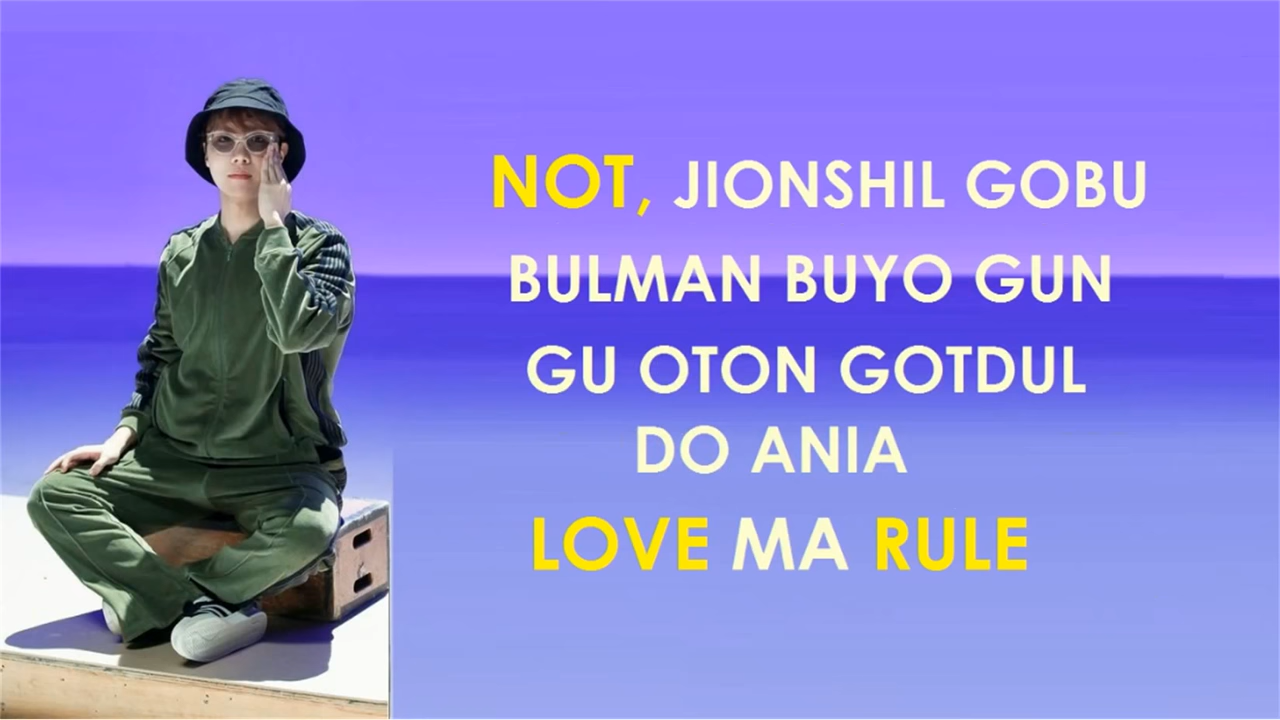 NOT, JIONSHIL GOBU
BULMAN BUYO GUN
GU OTON GOTDUL
DO ANIA
LOVE MA RULE